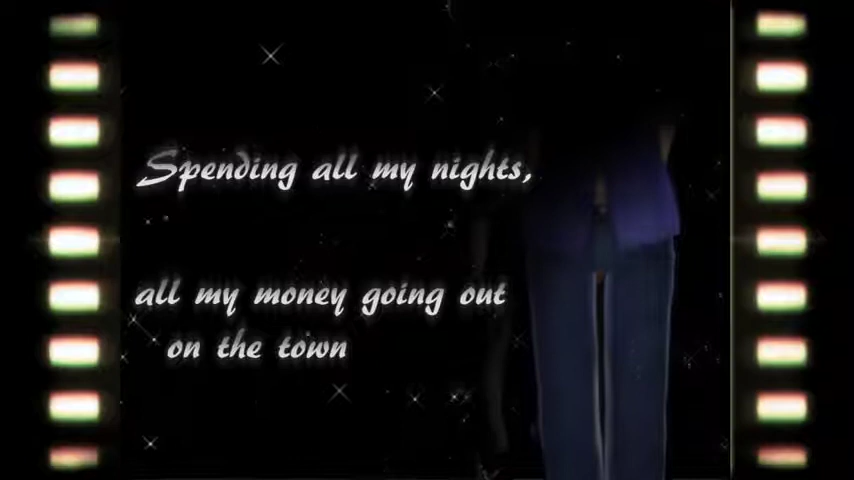 Spending all my nights,
all my money going out
on the town